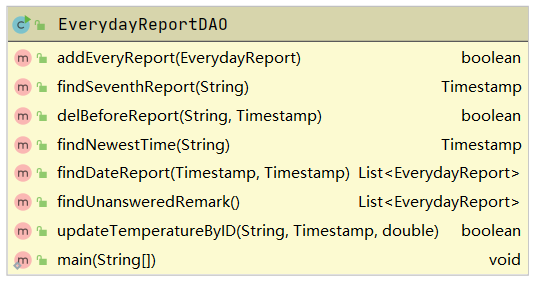 EverydayReportDAO
addEveryReport(EverydayReport) boolean
findSeventhReport(String) Timestamp
delBeforeReport(String, Timestamp) boolean
findNewestTime(String) Timestamp
findDateReport(Timestamp, Timestamp) List<EverydayReport>
findUnansweredRemark() List<EverydayReport>
updateTemperatureByID(String, Timestamp, double) boolean
main(String[]) void